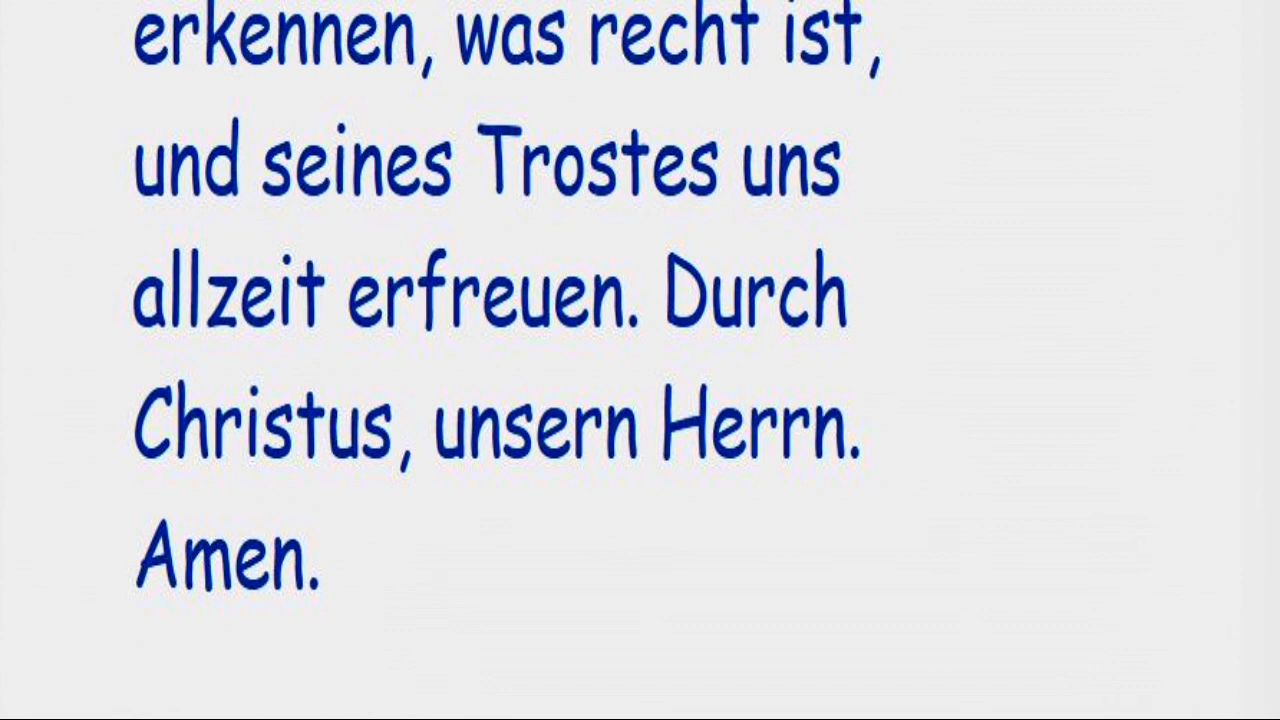 erkennen, was recht ist,
und seines Trostes uns
allzeit erfreuen. Durch
Christus, unsern Herrn.
Amen.